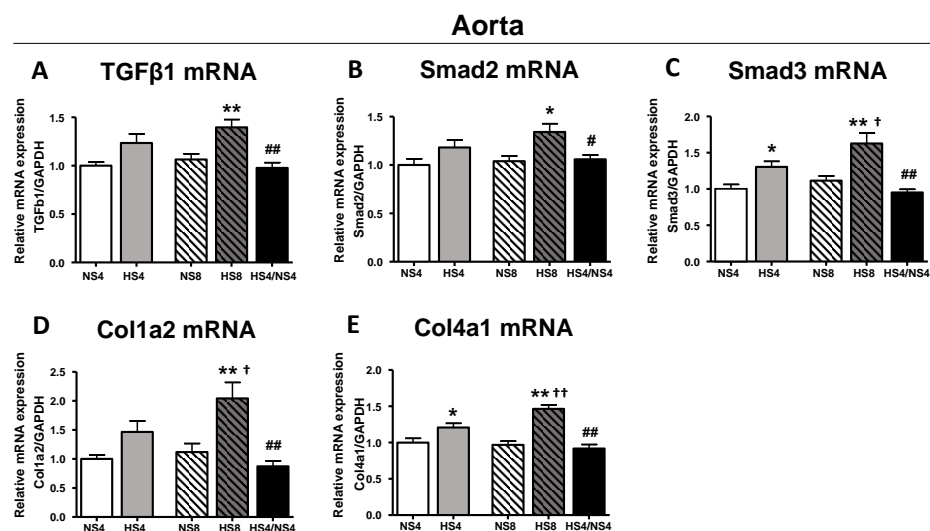 Aorta
A TGFβ1 mRNA
Relative mRNA expression
TGFb1/GAPDH
1.5
1.0
0.5
0.0
** 
##
NS4 HS4 NS8 HS8 HS4/NS4
B Smad2 mRNA
Relative mRNA expression
Smad2/GAPDH
1.5
1.0
0.5
0.0
*
#
NS4 HS4 NS8 HS8 HS4/NS4
C Smad3 mRNA
Relative mRNA expression
Smad3/GAPDH
2.0
1.5
1.0
0.5
0.0
*
** †
##
NS4 HS4 NS8 HS8 HS4/NS4
D Col1a2 mRNA
Relative mRNA expression
Col1a2/GAPDH
2.5
2.0
1.5
1.0
0.5
0.0
** †
##
NS4 HS4 NS8 HS8 HS4/NS4
E Col4a1 mRNA
Relative mRNA expression
Col4a1/GAPDH
2.0
1.5
1.0
0.5
0.0
*
** ††
##
NS4 HS4 NS8 HS8 HS4/NS4